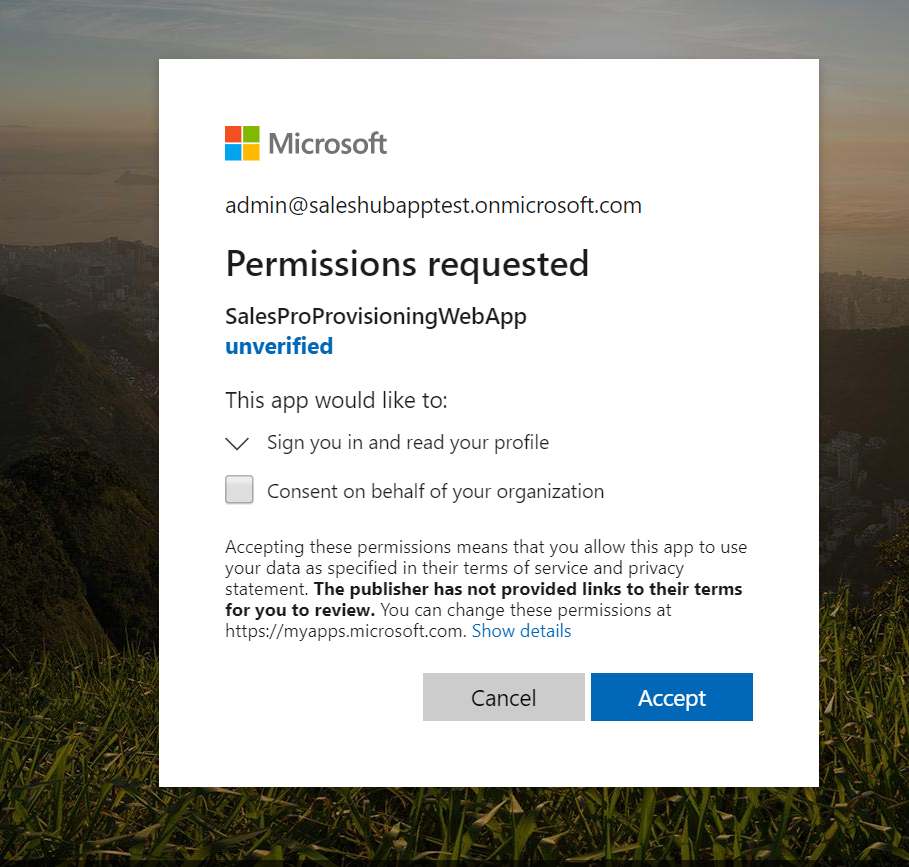 Microsoft
admin@saleshubapptest.onmicrosoft.com
Permissions requested
SalesProProvisioningWebApp
unverified
This app would like to:
Sign you in and read your profile
Consent on behalf of your organization
Accepting these permissions means that you allow this app to use
your data as specified in their terms of service and privacy
statement. The publisher has not provided links to their terms
for you to review. You can change these permissions at
https://myapps.microsoft.com. Show details
Cancel
Accept